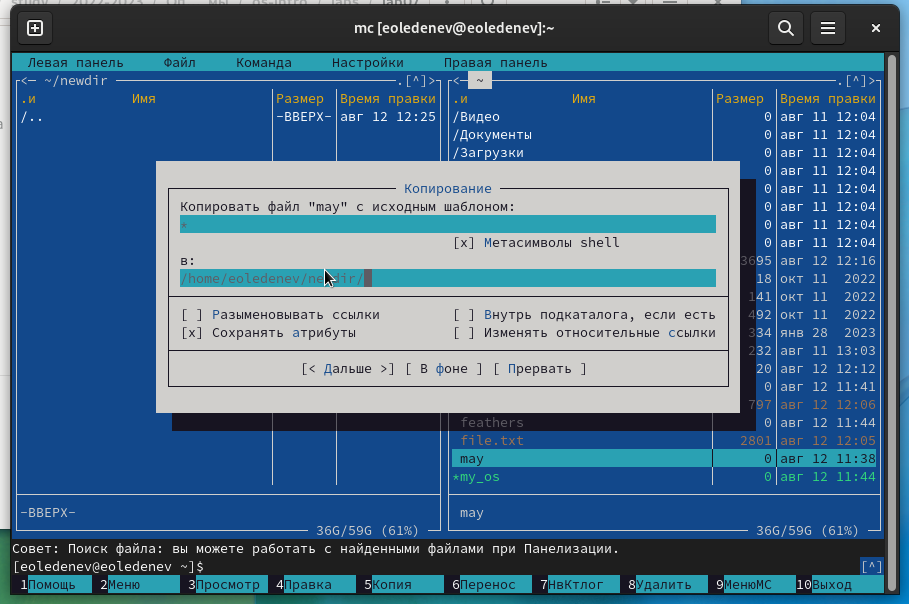 mc [eoledenev@eoledenev]:~
Левая панель Файл Команда Настройки Правая панель
<— ~/newdir .[^]> <— ~ .[^]>
.и Имя Размер Время правки .и Имя Размер Время правки
/.. -ВВЕРХ- авг 12 12:25 /Видео 0 авг 11 12:04
/Документы 0 авг 11 12:04
/Загрузки 0 авг 11 12:04
0 авг 11 12:04
Копирование 0 авг 11 12:04
Копировать файл "may" с исходным шаблоном: 0 авг 11 12:04
* 0 авг 11 12:04
[x] Метасимволы shell 0 авг 11 12:04
в: 3695 авг 12 12:16
/home/eoledenev/newdir/ 18 окт 11 2022
141 окт 11 2022
[ ] Разыменовывать ссылки [ ] Внутрь подкаталога, если есть 492 окт 11 2022
[x] Сохранять атрибуты [ ] Изменять относительные ссылки 334 янв 28 2023
232 авг 11 13:03
[< Дальше >] [ В фоне ] [ Прервать ] 20 авг 12 12:12
0 авг 12 11:41
797 авг 12 12:06
feathers 0 авг 12 11:44
file.txt 2801 авг 12 12:05
may 0 авг 12 11:38
*my_os 0 авг 12 11:44
-ВВЕРХ- may
36G/59G (61%) 36G/59G (61%)
Совет: Поиск файла: вы можете работать с найденными файлами при Панелизации.
[eoledenev@eoledenev ~]$ [^]
1Помощь 2Меню 3Просмотр 4Правка 5Копия 6Перенос 7НвКтлог 8Удалить 9МенюМС 10Выход